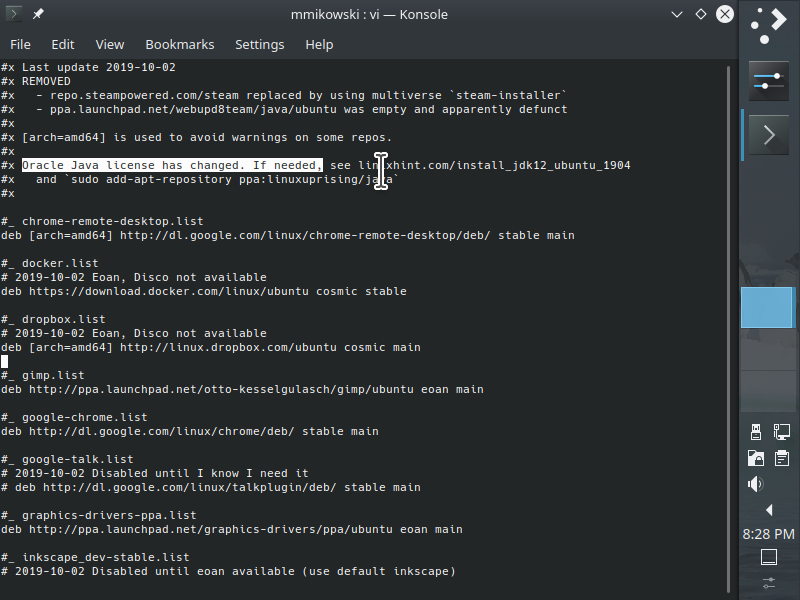 mmikowski : vi — Konsole
File Edit View Bookmarks Settings Help
#x Last update 2019-10-02
#x REMOVED
#x   - repo.steampowered.com/steam replaced by using multiverse `steam-installer`
#x   - ppa.launchpad.net/webupd8team/java/ubuntu was empty and apparently defunct
#x
#x [arch=amd64] is used to avoid warnings on some repos.
#x
#x Oracle Java license has changed. If needed, see linuxhint.com/install_jdk12_ubuntu_1904
#x   and `sudo add-apt-repository ppa:linuxuprising/java`
#x
#_ chrome-remote-desktop.list
deb [arch=amd64] http://dl.google.com/linux/chrome-remote-desktop/deb/ stable main
#_ docker.list
# 2019-10-02 Eoan, Disco not available
deb https://download.docker.com/linux/ubuntu cosmic stable
#_ dropbox.list
# 2019-10-02 Eoan, Disco not available
deb [arch=amd64] http://linux.dropbox.com/ubuntu cosmic main
#_ gimp.list
deb http://ppa.launchpad.net/otto-kesselgulasch/gimp/ubuntu eoan main
#_ google-chrome.list
deb http://dl.google.com/linux/chrome/deb/ stable main
#_ google-talk.list
# 2019-10-02 Disabled until I know I need it
# deb http://dl.google.com/linux/talkplugin/deb/ stable main
#_ graphics-drivers-ppa.list
deb http://ppa.launchpad.net/graphics-drivers/ppa/ubuntu eoan main
#_ inkscape_dev-stable.list
# 2019-10-02 Disabled until eoan available (use default inkscape)
8:28 PM